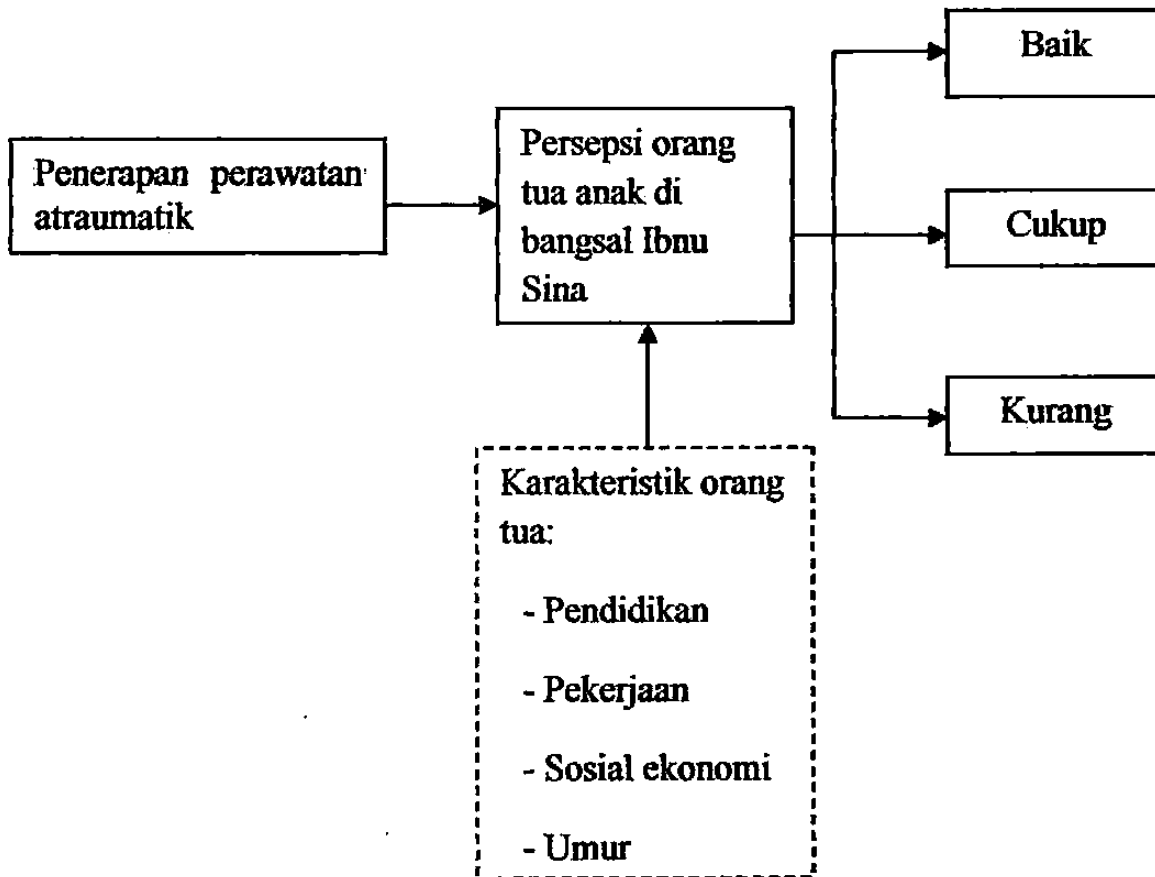 Penerapan perawatan
atraumatik
Persepsi orang
tua anak di
bangsal Ibnu
Sina
Baik
Cukup
Kurang
Karakteristik orang
tua:
- Pendidikan
- Pekerjaan
- Sosial ekonomi
- Umur